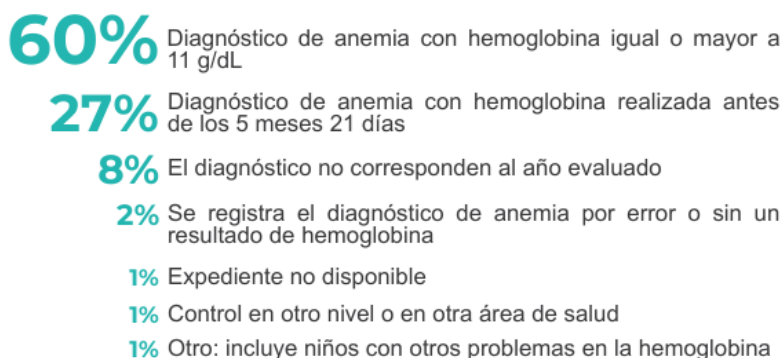 60% Diagnóstico de anemia con hemoglobina igual o mayor a
11 g/dL
27% Diagnóstico de anemia con hemoglobina realizada antes
de los 5 meses 21 días
8% El diagnóstico no corresponden al año evaluado
2% Se registra el diagnóstico de anemia por error o sin un
resultado de hemoglobina
1% Expediente no disponible
1% Control en otro nivel o en otra área de salud
1% Otro: incluye niños con otros problemas en la hemoglobina